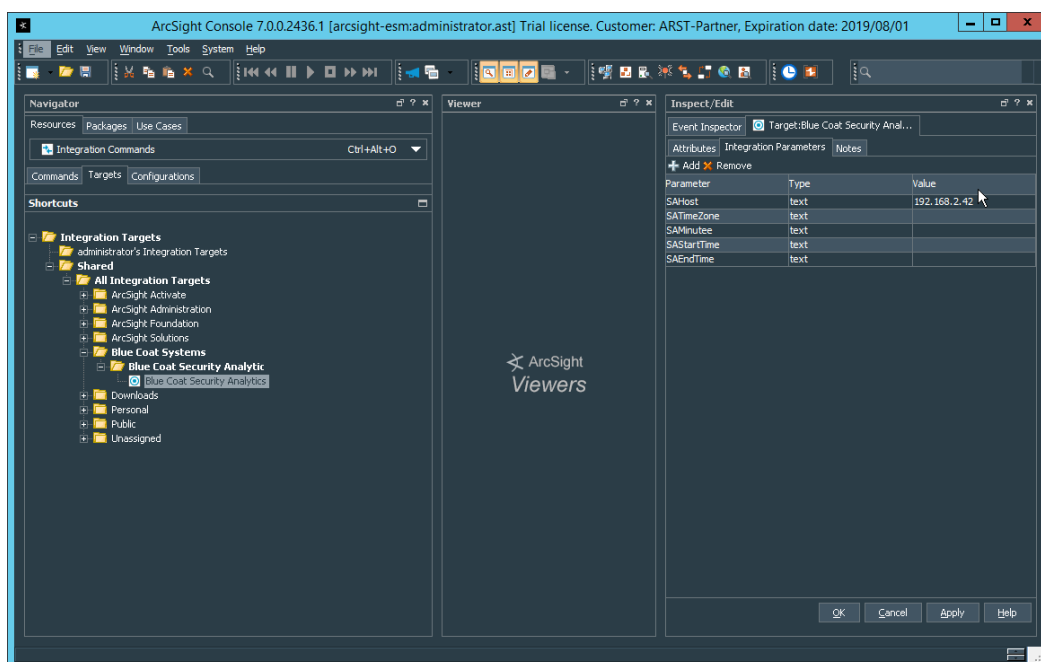 ArcSight Console 7.0.0.2436.1 [arcsight-esm:administrator.ast] Trial license. Customer: ARST-Partner, Expiration date: 2019/08/01
File Edit View Window Tools System Help
Navigator
Resources Packages Use Cases
Integration Commands Ctrl+Alt+O
Commands Targets Configurations
Shortcuts
Integration Targets
administrator's Integration Targets
Shared
All Integration Targets
ArcSight Activate
ArcSight Administration
ArcSight Foundation
ArcSight Solutions
Blue Coat Systems
Blue Coat Security Analytic
Blue Coat Security Analytics
Downloads
Personal
Public
Unassigned
Viewer
ArcSight
Viewers
Inspect/Edit
Event Inspector Target:Blue Coat Security Anal...
Attributes Integration Parameters Notes
Add Remove
Parameter Type Value
SAHost text 192.168.2.42
SATimeZone text
SAMinutee text
SAStartTime text
SAEndTime text
OK Cancel Apply Help